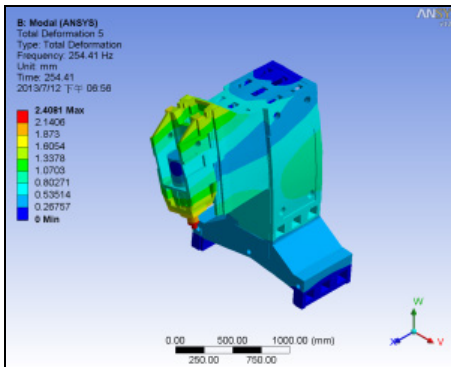 B: Modal (ANSYS)
Total Deformation 5
Type: Total Deformation
Frequency: 254.41 Hz
Unit: mm
Time: 254.41
2013/7/12 下午 06:56
2.4081 Max
2.1406
1.873
1.6054
1.3378
1.0703
0.80271
0.53514
0.26757
0 Min
0.00 500.00 1000.00 (mm)
250.00 750.00
W
X V